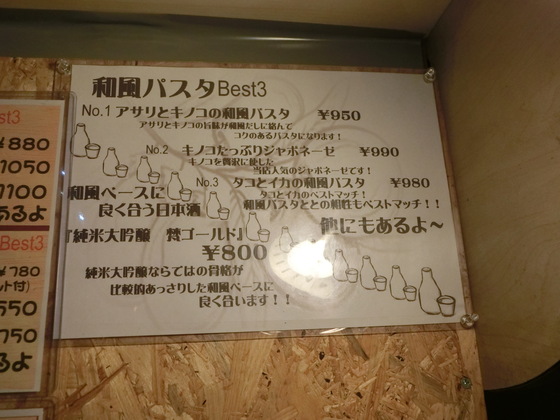 和風パスタBest3
No.1 アサリとキノコの和風パスタ ¥950
アサリとキノコの旨味が和風だしに絡んで
コクのあるパスタになります！
No.2 キノコたっぷりジャポネーゼ ¥990
キノコを贅沢に使した
当店人気のジャポネーゼです！
No.3 タコとイカの和風パスタ ¥980
タコとイカのベストマッチ！
和風パスタととの相性もベストマッチ！！
和風ベースに
良く合う日本酒
他にもあるよ～
『純米大吟醸 梵ゴールド』
¥800
純米大吟醸ならではの骨格が
比較的あっさりした和風ベースに
良く合います！！
st3
¥880
1050
1100
あるよ
Best3
¥780
ット付)
550
750
るよ